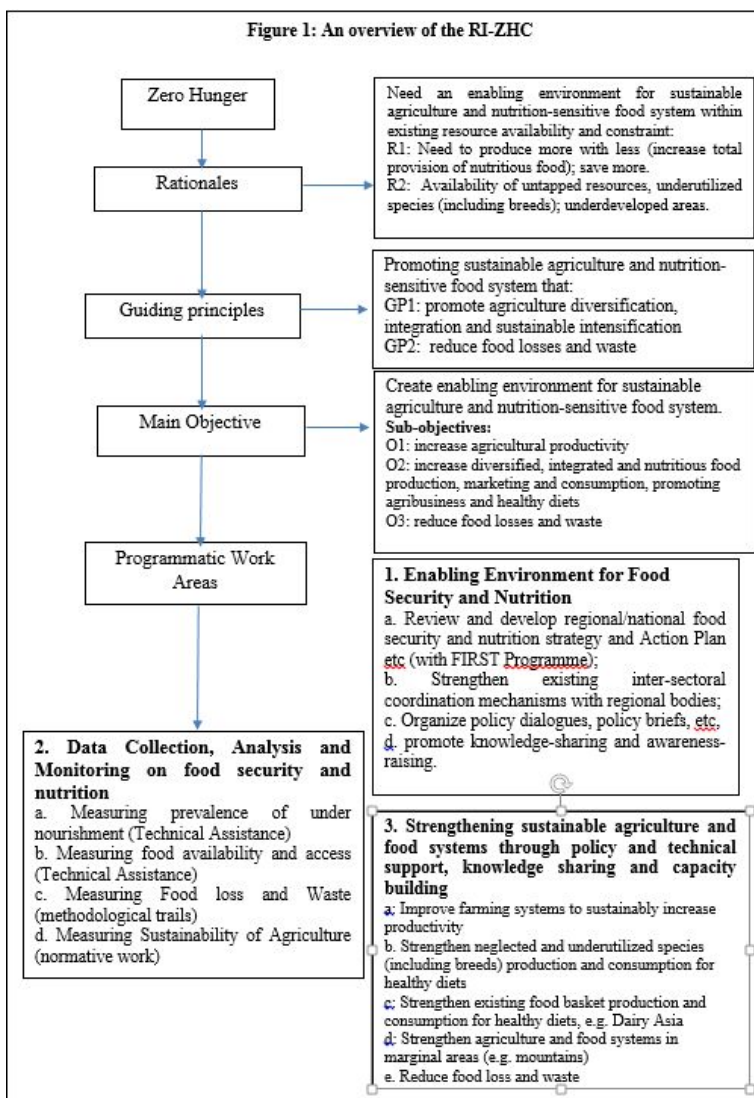 Figure 1: An overview of the RI-ZHC
Zero Hunger
Need an enabling environment for sustainable
agriculture and nutrition-sensitive food system within
existing resource availability and constraint:
R1: Need to produce more with less (increase total
provision of nutritious food); save more.
R2: Availability of untapped resources, underutilized
species (including breeds); underdeveloped areas.
Rationales
Promoting sustainable agriculture and nutrition-
sensitive food system that:
GP1: promote agriculture diversification,
integration and sustainable intensification
GP2: reduce food losses and waste
Guiding principles
Create enabling environment for sustainable
agriculture and nutrition-sensitive food system.
Sub-objectives:
O1: increase agricultural productivity
O2: increase diversified, integrated and nutritious food
production, marketing and consumption, promoting
agribusiness and healthy diets
O3: reduce food losses and waste
Main Objective
Programmatic Work
Areas
1. Enabling Environment for Food
Security and Nutrition
a. Review and develop regional/national food
security and nutrition strategy and Action Plan
etc (with FIRST Programme);
b. Strengthen existing inter-sectoral
coordination mechanisms with regional bodies;
c. Organize policy dialogues, policy briefs, etc,
d. promote knowledge-sharing and awareness-
raising.
2. Data Collection, Analysis and
Monitoring on food security and
nutrition
a. Measuring prevalence of under
nourishment (Technical Assistance)
b. Measuring food availability and access
(Technical Assistance)
c. Measuring Food loss and Waste
(methodological trails)
d. Measuring Sustainability of Agriculture
(normative work)
3. Strengthening sustainable agriculture and
food systems through policy and technical
support, knowledge sharing and capacity
building
a: Improve farming systems to sustainably increase
productivity
b. Strengthen neglected and underutilized species
(including breeds) production and consumption for
healthy diets
c: Strengthen existing food basket production and
consumption for healthy diets, e.g. Dairy Asia
d: Strengthen agriculture and food systems in
marginal areas (e.g. mountains)
e. Reduce food loss and waste